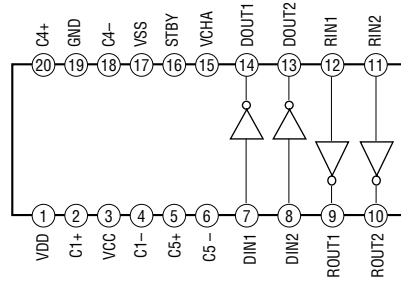 C4+ GND C4− VSS STBY VCHA DOUT1 DOUT2 RIN1 RIN2
20 19 18 17 16 15 14 13 12 11
1 2 3 4 5 6 7 8 9 10
VDD C1+ VCC C1− C5+ C5− DIN1 DIN2 ROUT1 ROUT2